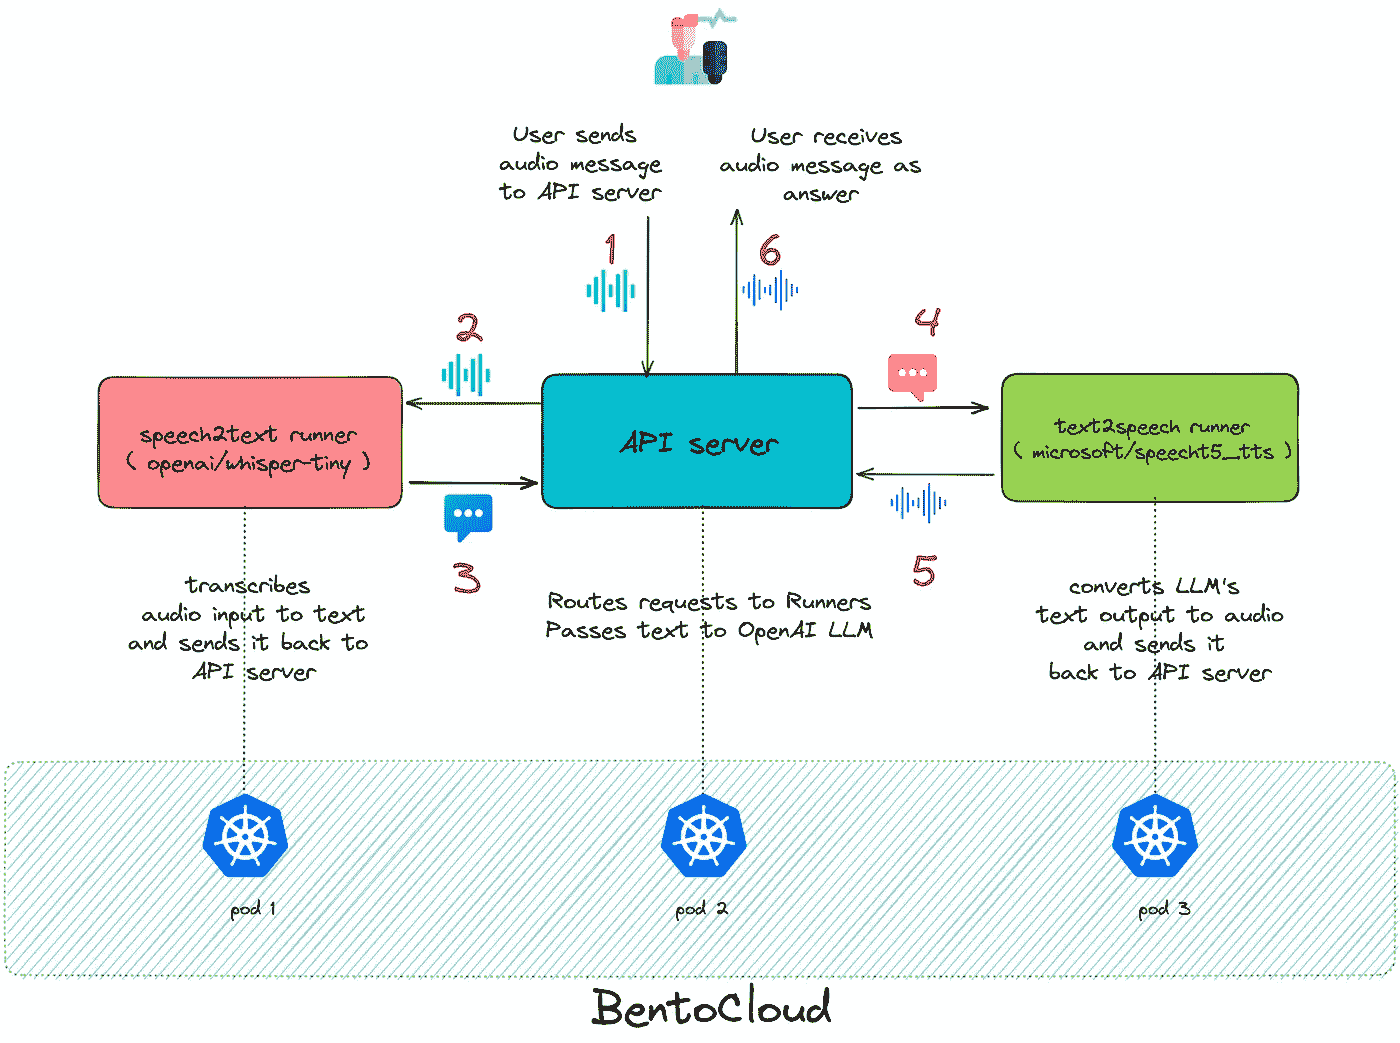 User sends
audio message
to API server
User receives
audio message as
answer
1
6
2
4
speech2text runner
( openai/whisper-tiny )
API server
text2speech runner
( microsoft/speecht5_tts )
3
5
transcribes
audio input to text
and sends it back to
API server
Routes requests to Runners
Passes text to OpenAI LLM
converts LLM's
text output to audio
and sends it
back to API server
pod 1
pod 2
pod 3
BentoCloud